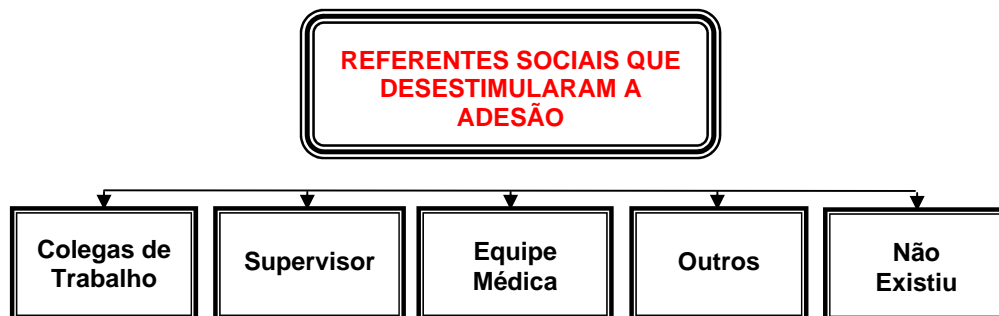 REFERENTES SOCIAIS QUE
DESESTIMULARAM A
ADESÃO
Colegas de
Trabalho
Supervisor
Equipe
Médica
Outros
Não
Existiu